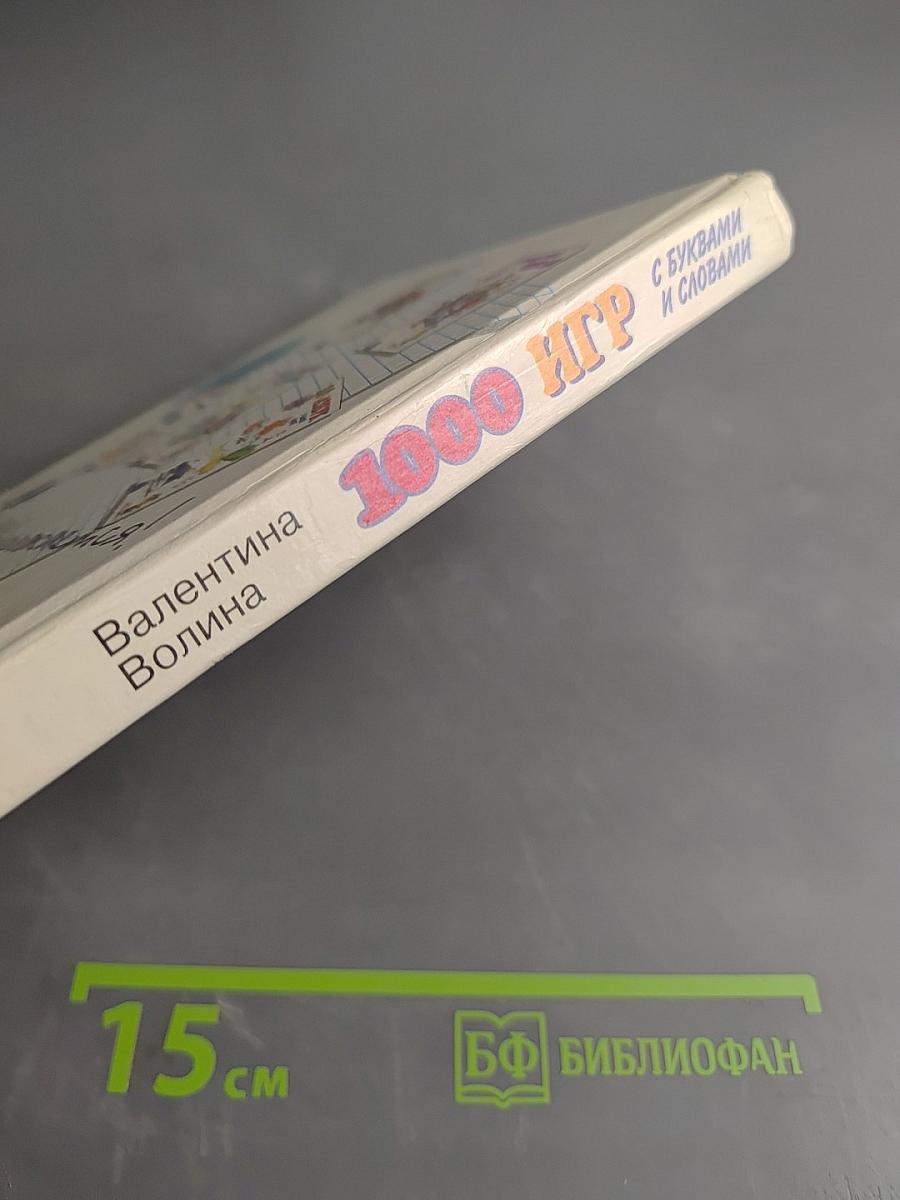 Валентина
Волина
1000 ИГР
С БУКВАМИ
И СЛОВАМИ
15 см
БФ БИБЛИОФАН